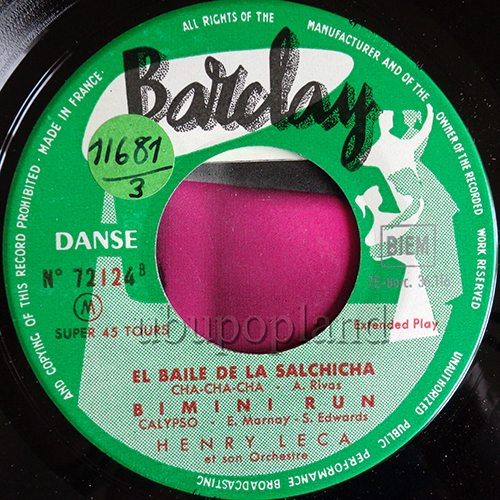 ALL RIGHTS OF THE MANUFACTURER AND OF THE OWNER OF THE RECORDED WORK RESERVED
UNAUTHORIZED PUBLIC PERFORMANCE BROADCASTING AND COPYING OF THIS RECORD PROHIBITED · MADE IN FRANCE ·
Barclay
11681
3
DANSE
BIEM
N° 72124 B
M
SUPER 45 TOURS
Extended Play
ubupopland
EL BAILE DE LA SALCHICHA
CHA-CHA-CHA - A. Rivas
BIMINI RUN
CALYPSO - E. Marnay - S. Edwards
HENRY LECA
et son Orchestre